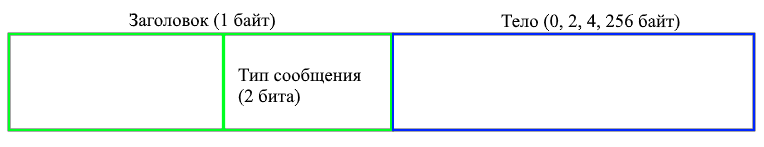 Заголовок (1 байт)
Тело (0, 2, 4, 256 байт)
Тип сообщения
(2 бита)